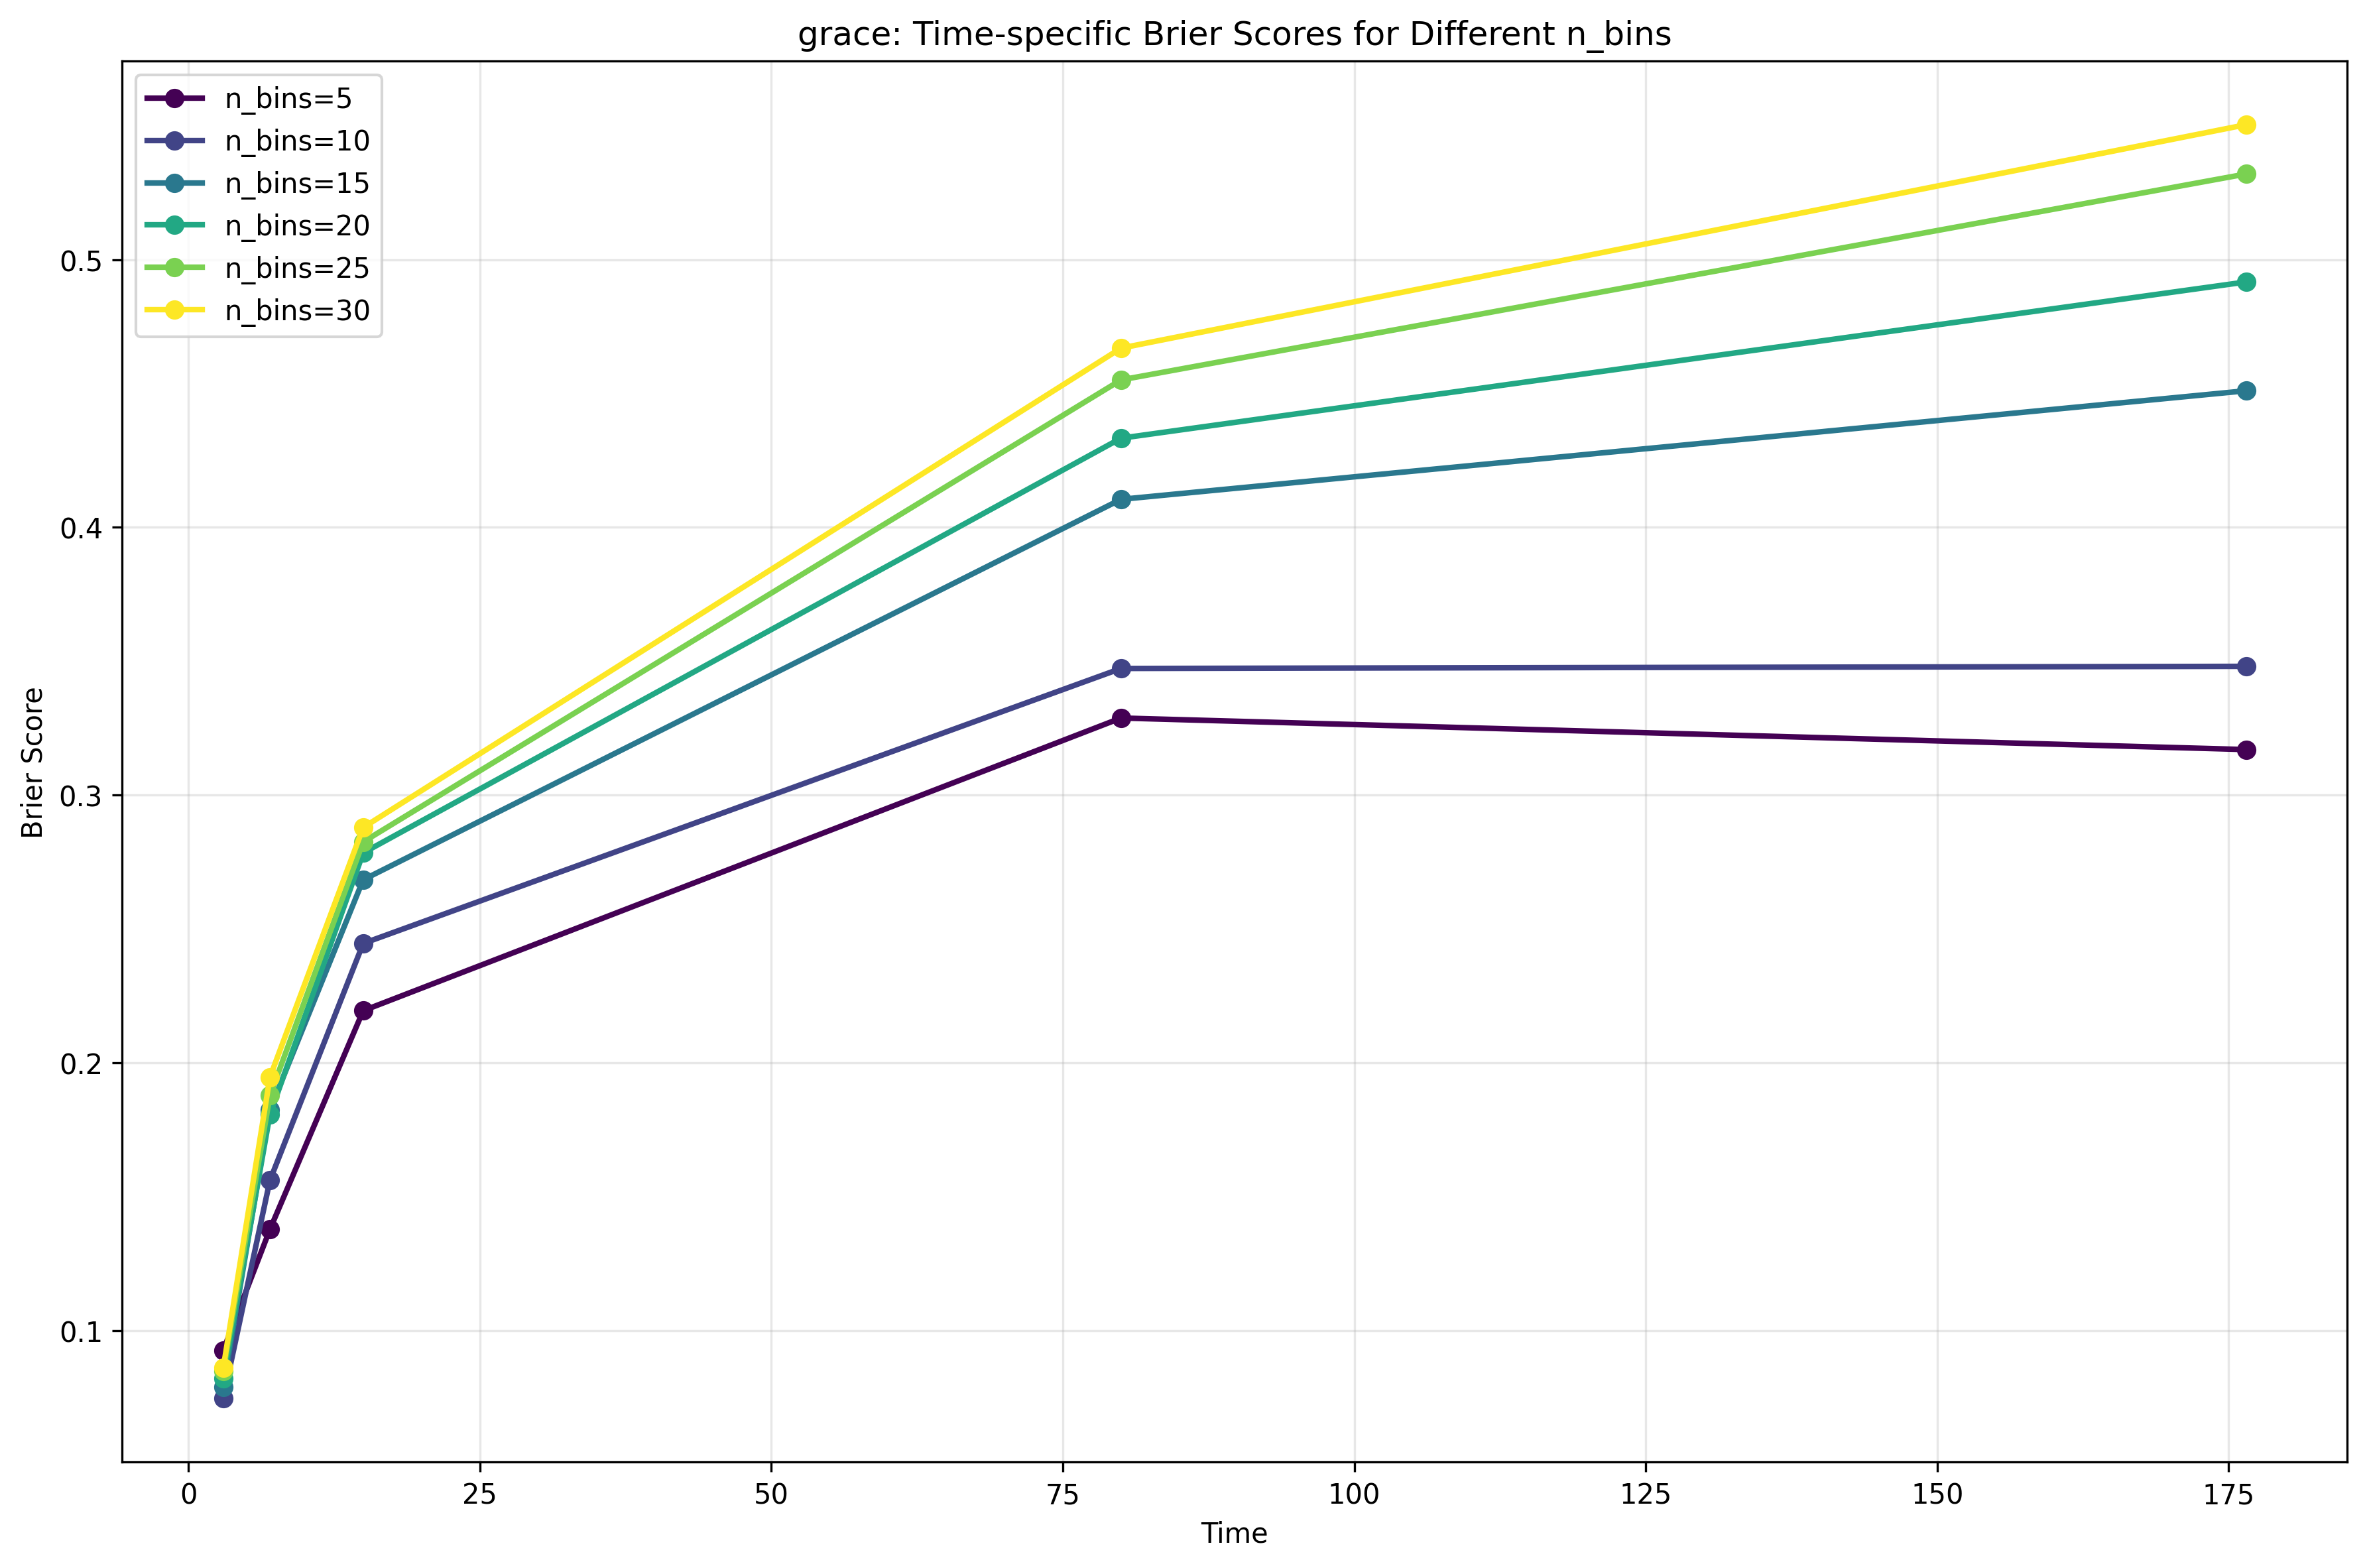 grace: Time-specific Brier Scores for Different n_bins
n_bins=5
n_bins=10
n_bins=15
n_bins=20
n_bins=25
n_bins=30
0.5
0.4
0.3
0.2
0.1
Brier Score
0 25 50 75 100 125 150 175
Time